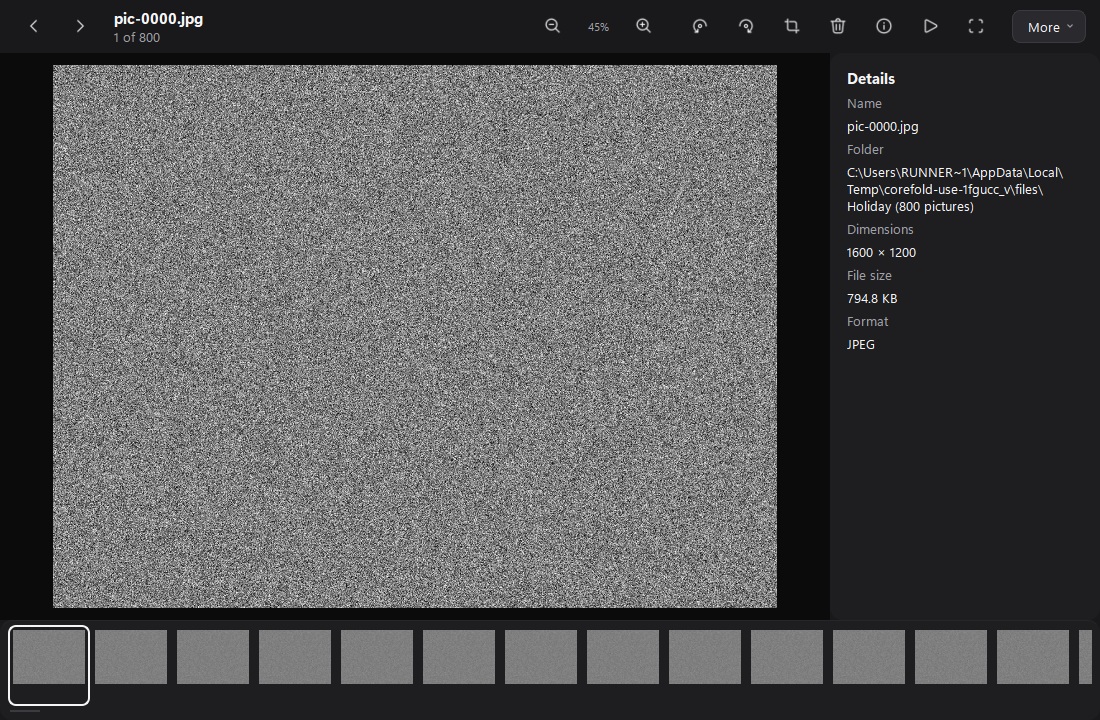 pic-0000.jpg
1 of 800
45%
More
Details
Name
pic-0000.jpg
Folder
C:\Users\RUNNER~1\AppData\Local\
Temp\corefold-use-1fgucc_v\files\
Holiday (800 pictures)
Dimensions
1600 × 1200
File size
794.8 KB
Format
JPEG